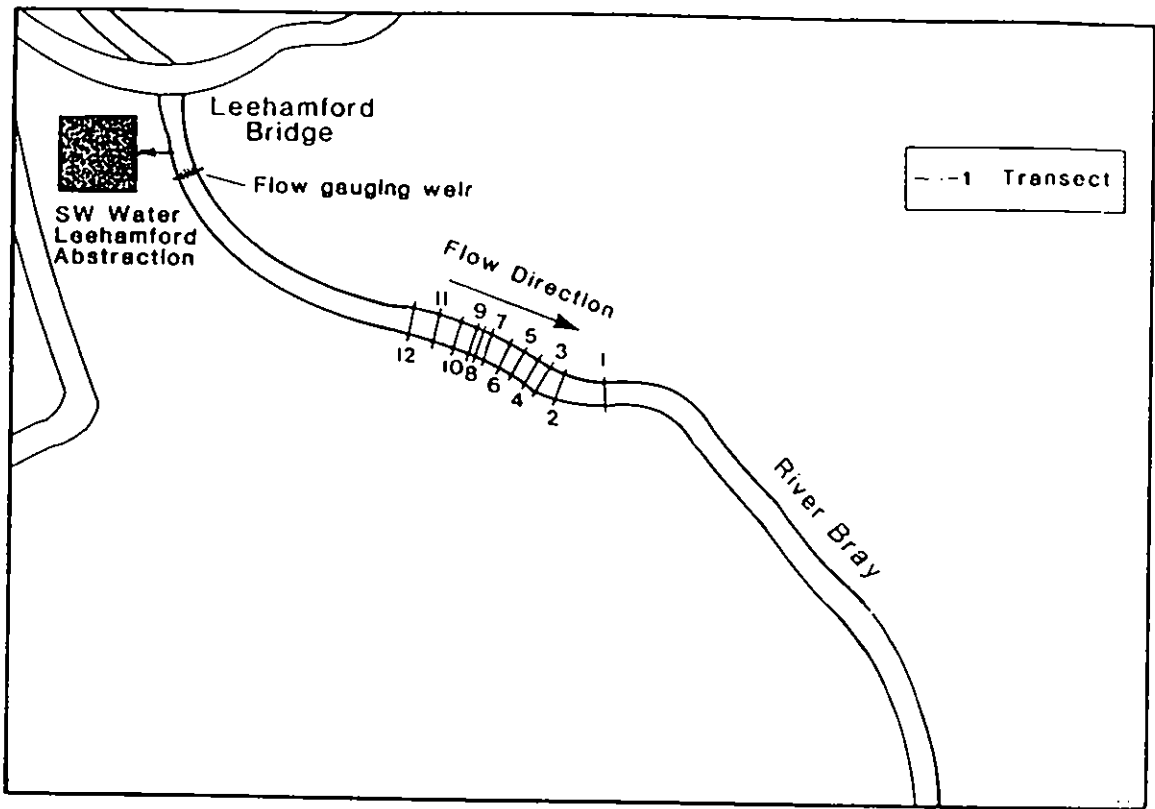 Leehamford
Bridge
Flow gauging weir
SW Water
Leehamford
Abstraction
1 Transect
Flow Direction
11
9
7
5
3
1
12
10
8
6
4
2
River Bray